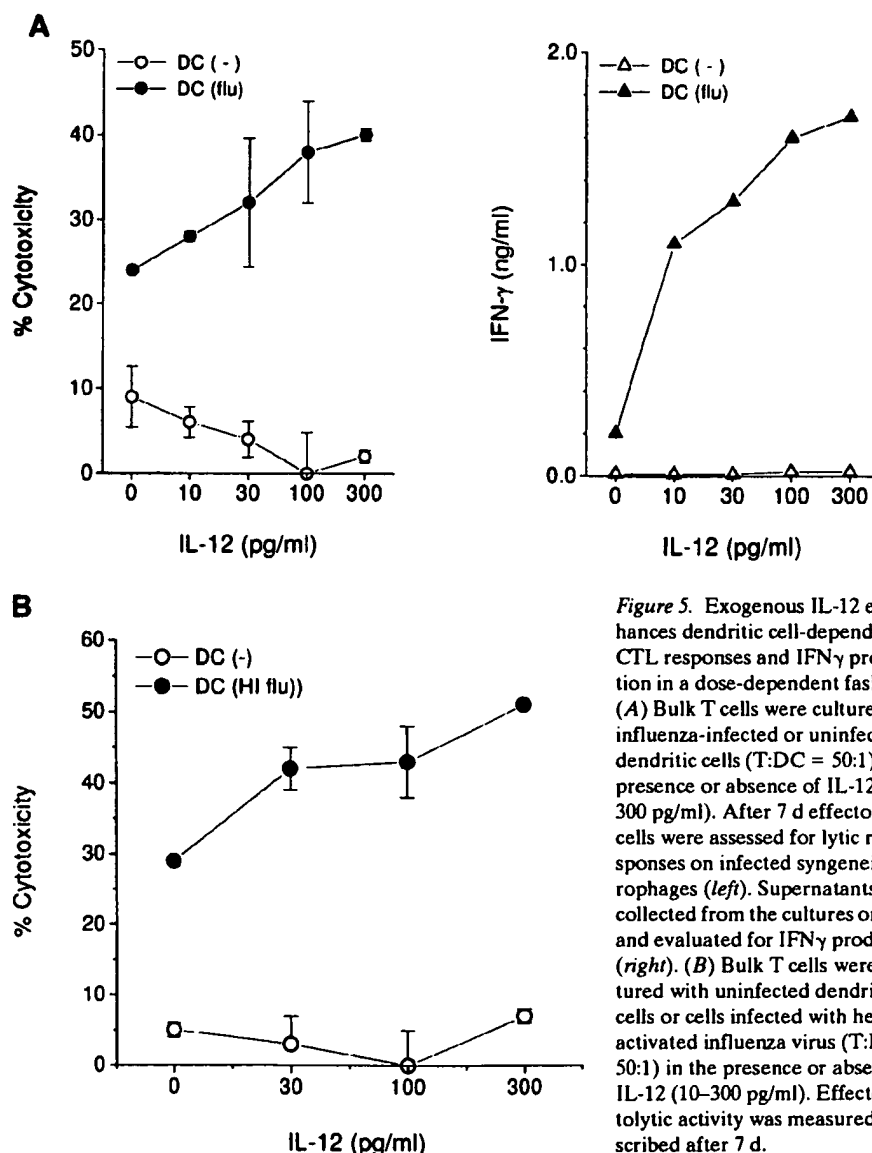 A
50
40
30
20
10
0
% Cytotoxicity
DC ( - )
DC (flu)
0 10 30 100 300
IL-12 (pg/ml)
2.0
1.0
0.0
IFN-γ (ng/ml)
DC ( - )
DC (flu)
0 10 30 100 300
IL-12 (pg/ml)
B
60
50
40
30
20
10
0
% Cytotoxicity
DC (-)
DC (HI flu))
0 30 100 300
IL-12 (pg/ml)
Figure 5. Exogenous IL-12 e
hances dendritic cell-depend
CTL responses and IFNγ pro
tion in a dose-dependent fas
(A) Bulk T cells were culture
influenza-infected or uninfec
dendritic cells (T:DC = 50:1)
presence or absence of IL-12
300 pg/ml). After 7 d effecto
cells were assessed for lytic r
sponses on infected syngene
rophages (left). Supernatants
collected from the cultures o
and evaluated for IFNγ prod
(right). (B) Bulk T cells were
tured with uninfected dendri
cells or cells infected with he
activated influenza virus (T:
50:1) in the presence or abse
IL-12 (10–300 pg/ml). Effect
tolytic activity was measured
scribed after 7 d.